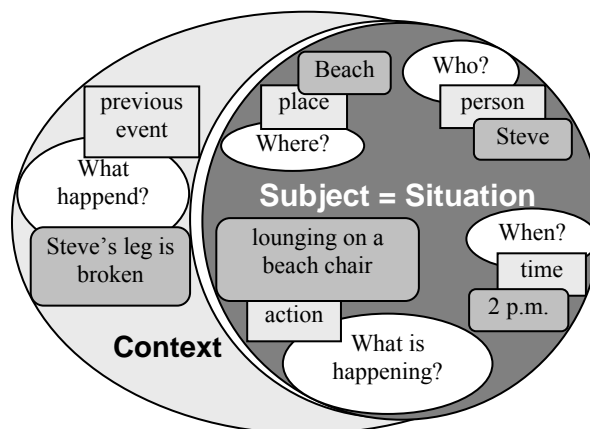 previous
event
What
happend?
Steve's leg is
broken
Context
Beach
place
Where?
Who?
person
Steve
Subject = Situation
lounging on a
beach chair
action
What is
happening?
When?
time
2 p.m.